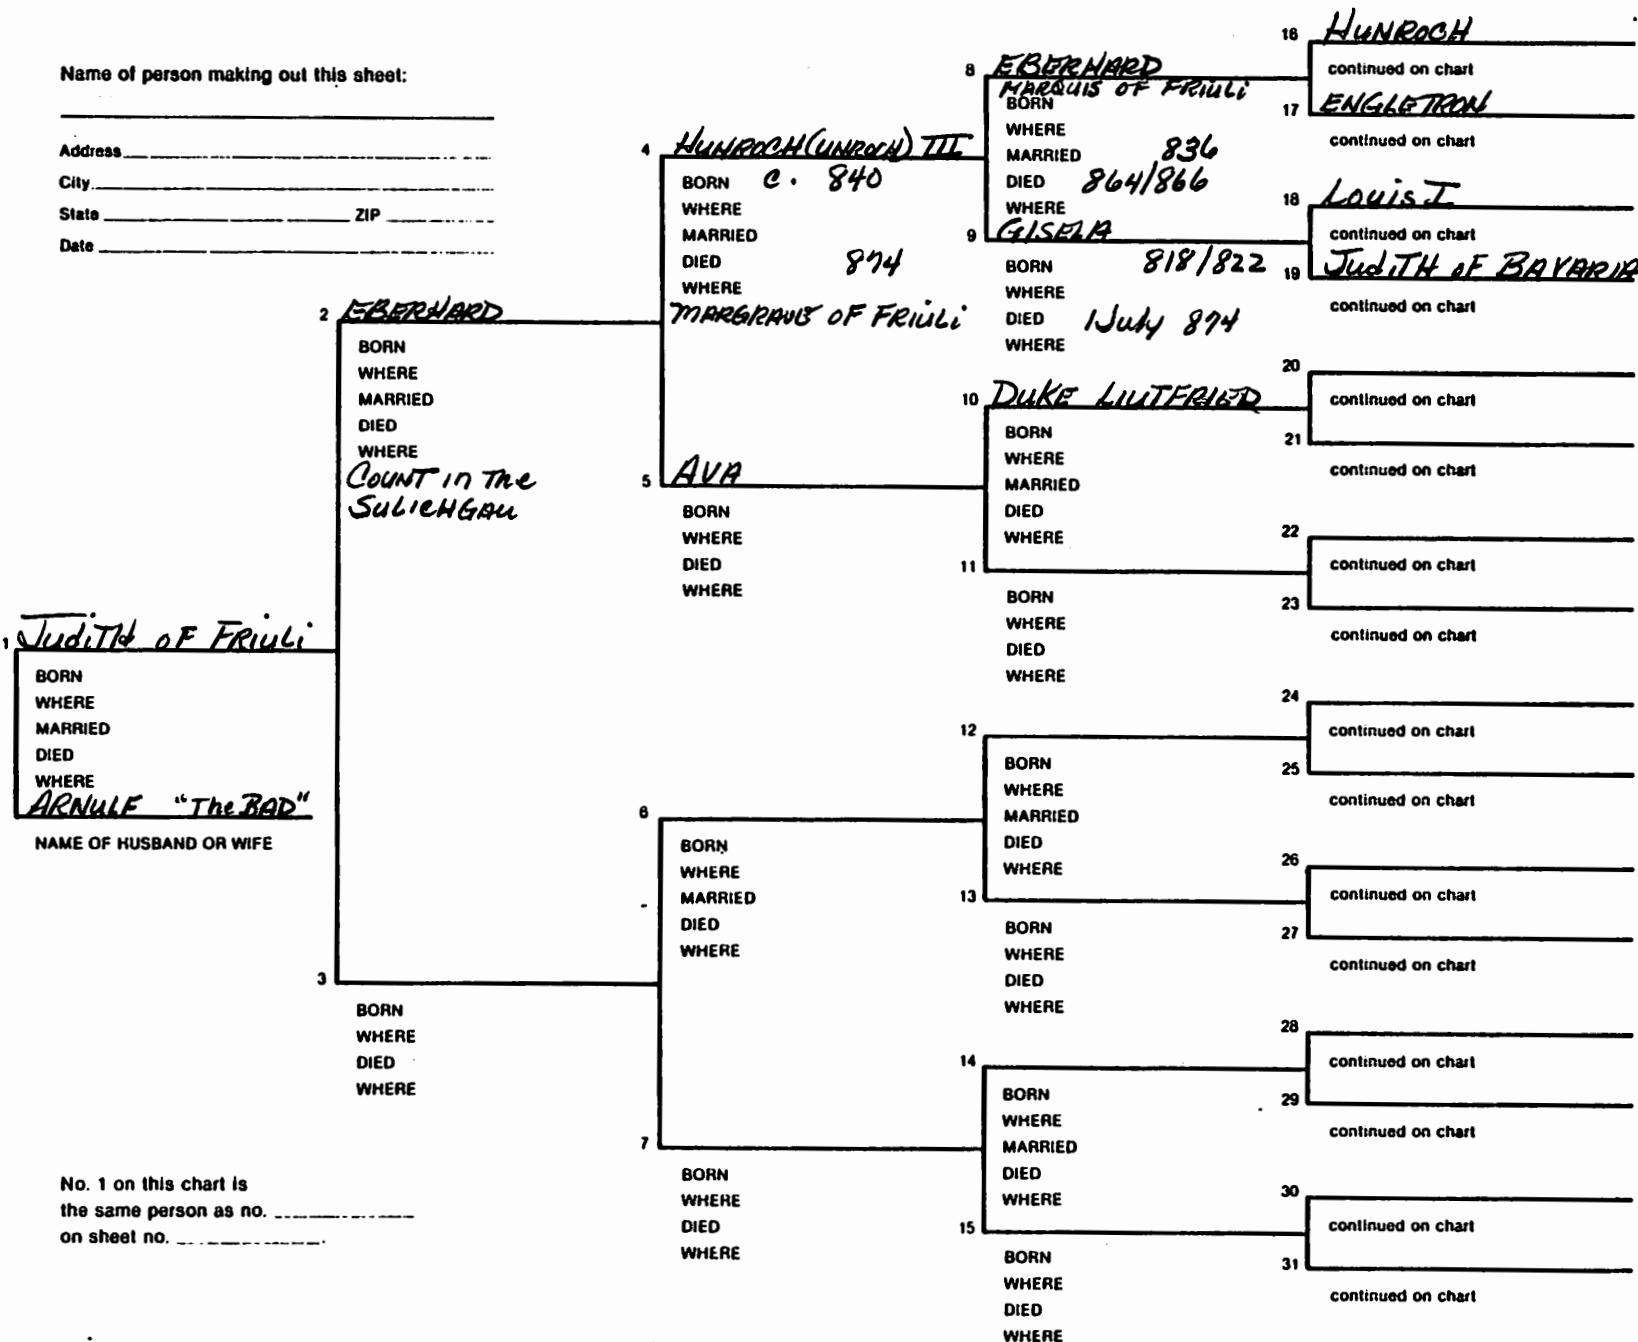 Name of person making out this sheet:
Address
City
State ZIP
Date
1 Judith of Friuli
BORN
WHERE
MARRIED
DIED
WHERE
ARNULF "The BAD"
NAME OF HUSBAND OR WIFE
No. 1 on this chart is
the same person as no.
on sheet no.
2 EBERHARD
BORN
WHERE
MARRIED
DIED
WHERE
COUNT in The
SULICHGAU
3
BORN
WHERE
DIED
WHERE
4 HUNROCH (UNROCH) III
BORN C. 840
WHERE
MARRIED
DIED 874
WHERE
MARGRAVE OF FRIULI
5 AVA
BORN
WHERE
DIED
WHERE
6
BORN
WHERE
MARRIED
DIED
WHERE
7
BORN
WHERE
DIED
WHERE
8 EBERHARD
MARQUIS OF FRIULI
BORN
WHERE
MARRIED 836
DIED 864/866
WHERE
9 GISELA
BORN 818/822
WHERE
DIED 1 July 874
WHERE
10 DUKE LIUTFRIED
BORN
WHERE
MARRIED
DIED
WHERE
11
BORN
WHERE
DIED
WHERE
12
BORN
WHERE
MARRIED
DIED
WHERE
13
BORN
WHERE
DIED
WHERE
14
BORN
WHERE
MARRIED
DIED
WHERE
15
BORN
WHERE
DIED
WHERE
16 HUNROCH
continued on chart
17 ENGLETRON
continued on chart
18 Louis I
continued on chart
19 Judith of BAVARIA
continued on chart
20
continued on chart
21
continued on chart
22
continued on chart
23
continued on chart
24
continued on chart
25
continued on chart
26
continued on chart
27
continued on chart
28
continued on chart
29
continued on chart
30
continued on chart
31
continued on chart